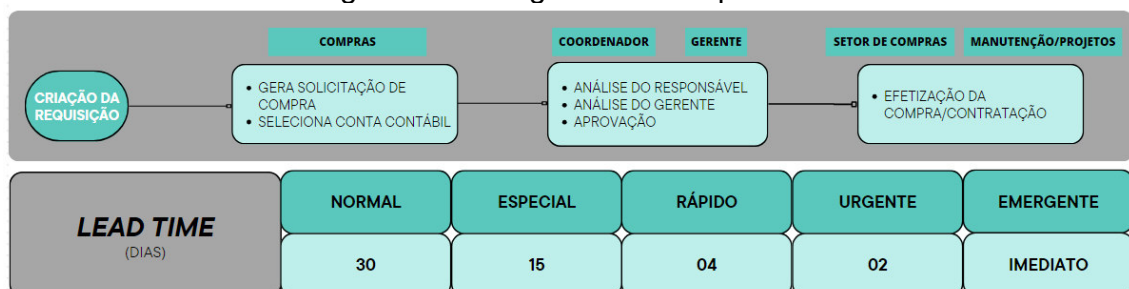 COMPRAS
COORDENADOR
GERENTE
SETOR DE COMPRAS
MANUTENÇÃO/PROJETOS
CRIAÇÃO DA
REQUISIÇÃO
• GERA SOLICITAÇÃO DE
COMPRA
• SELECIONA CONTA CONTÁBIL
• ANÁLISE DO RESPONSÁVEL
• ANÁLISE DO GERENTE
• APROVAÇÃO
• EFETIZAÇÃO DA
COMPRA/CONTRATAÇÃO
LEAD TIME
(DIAS)
NORMAL
ESPECIAL
RÁPIDO
URGENTE
EMERGENTE
30
15
04
02
IMEDIATO